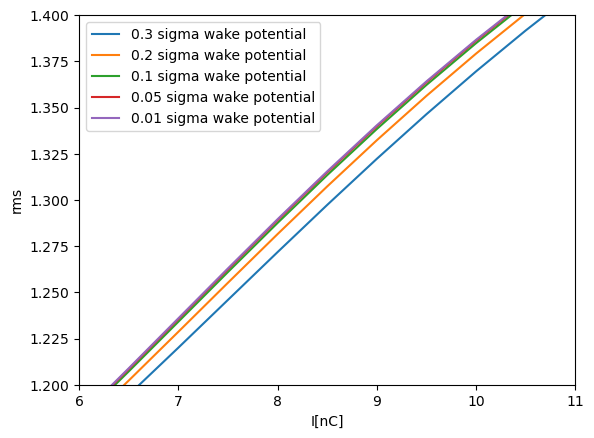 1.400
1.375
1.350
1.325
1.300
1.275
1.250
1.225
1.200
rms
0.3 sigma wake potential
0.2 sigma wake potential
0.1 sigma wake potential
0.05 sigma wake potential
0.01 sigma wake potential
6 7 8 9 10 11
I[nC]